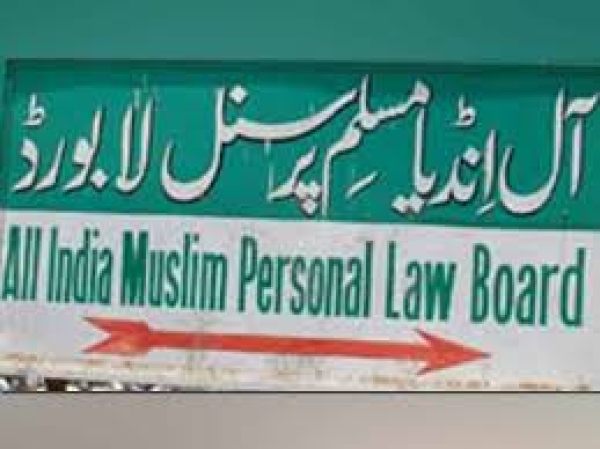 آل انڈیا مسلم پرسنل لا بورڈ
All India Muslim Personal Law Board